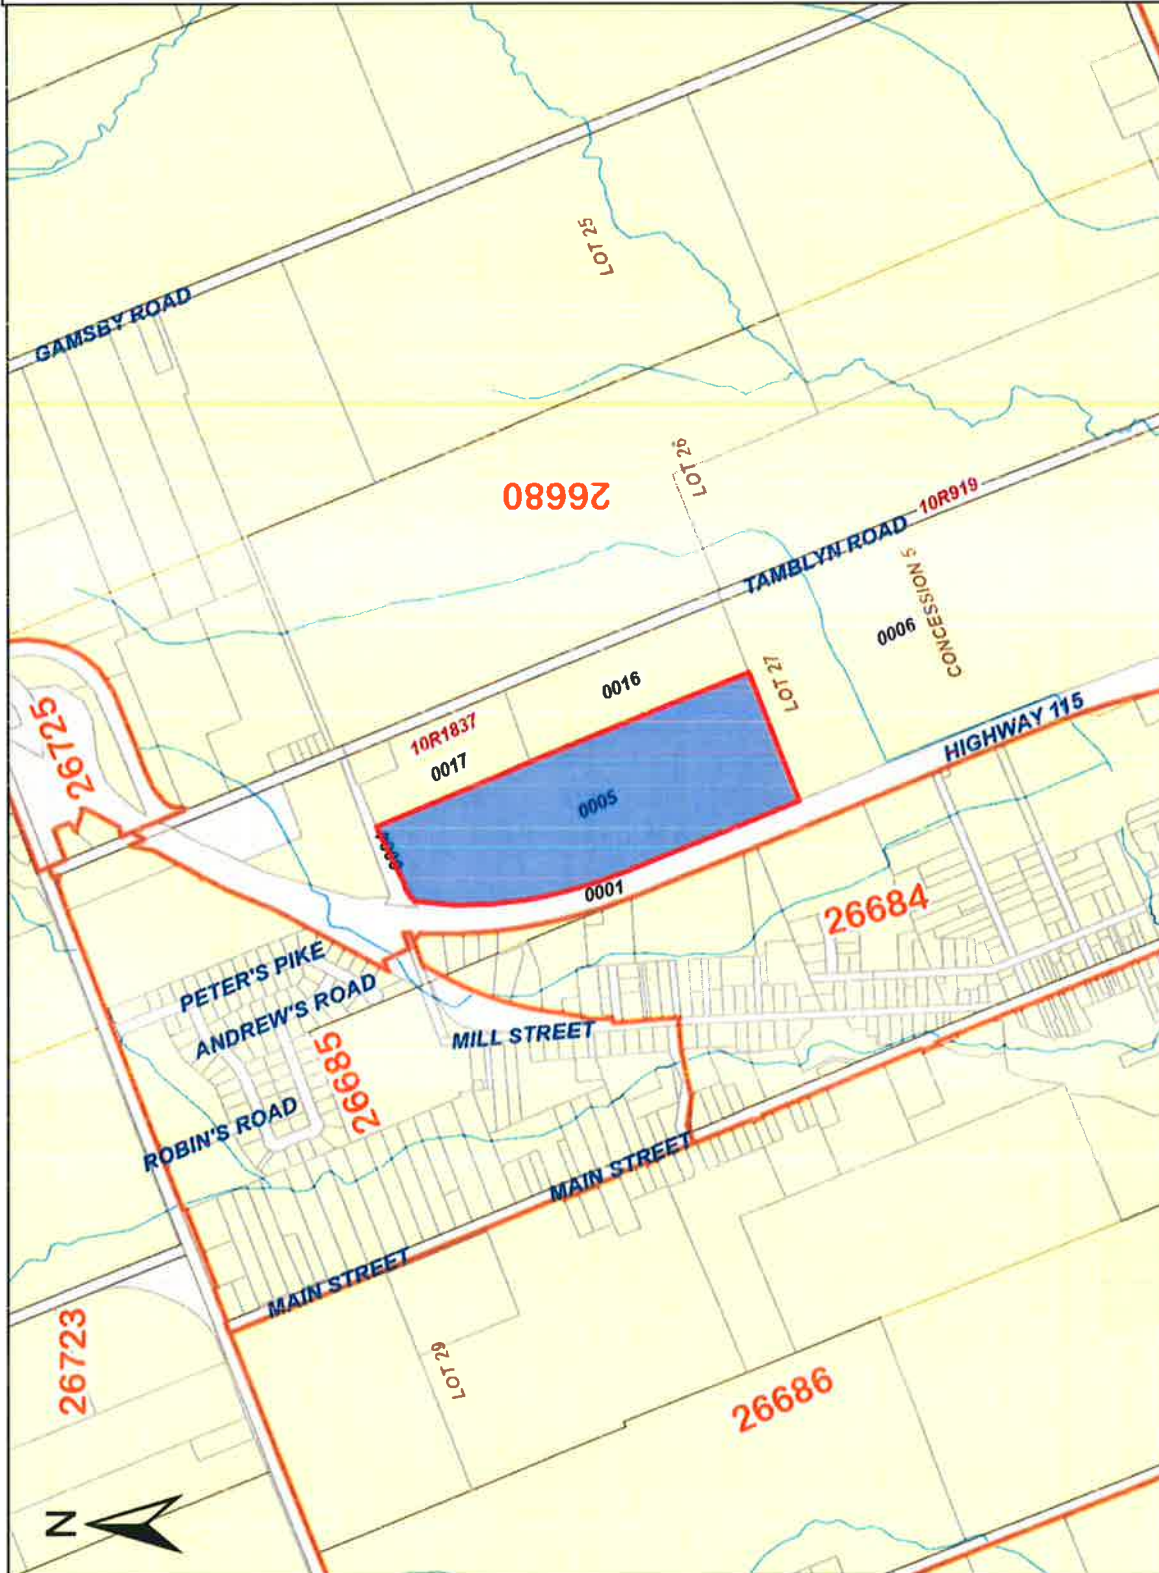 GAMSBY ROAD
LOT 25
26680
LOT 26
10R919
TAMBLYN ROAD
CONCESSION 5
0006
LOT 27
0016
26725
10R1837
0017
HIGHWAY 115
0005
0001
26684
PETER'S PIKE
ANDREW'S ROAD
MILL STREET
26685
ROBIN'S ROAD
MAIN STREET
MAIN STREET
26723
LOT 29
26686
N